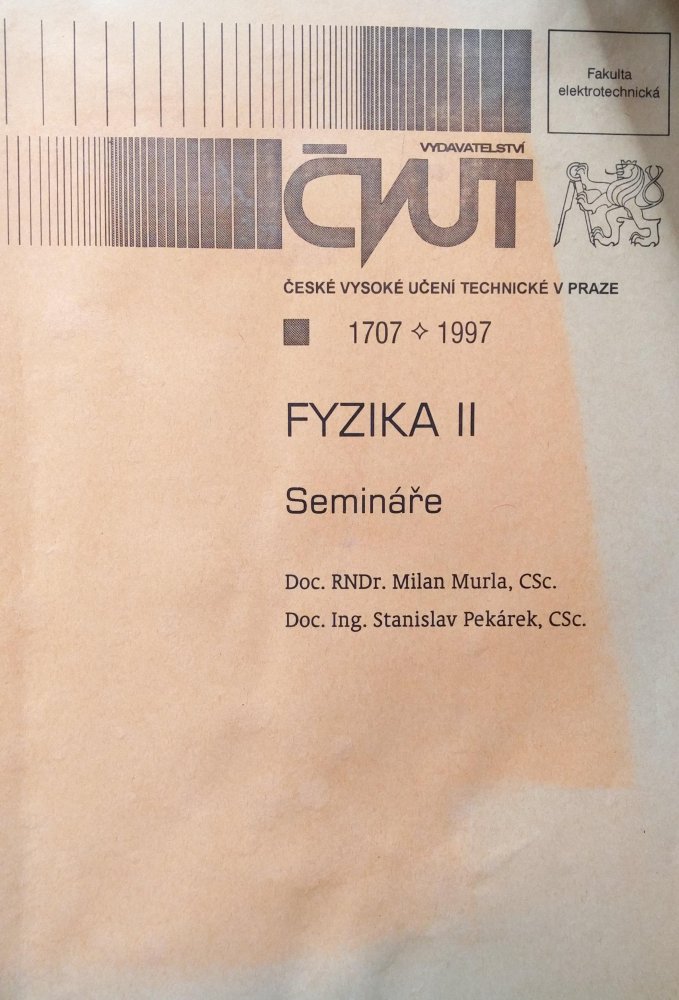 Fakulta
elektrotechnická
VYDAVATELSTVÍ
ČVUT
ČESKÉ VYSOKÉ UČENÍ TECHNICKÉ V PRAZE
1707 ✧ 1997
FYZIKA II
Semináře
Doc. RNDr. Milan Murla, CSc.
Doc. Ing. Stanislav Pekárek, CSc.